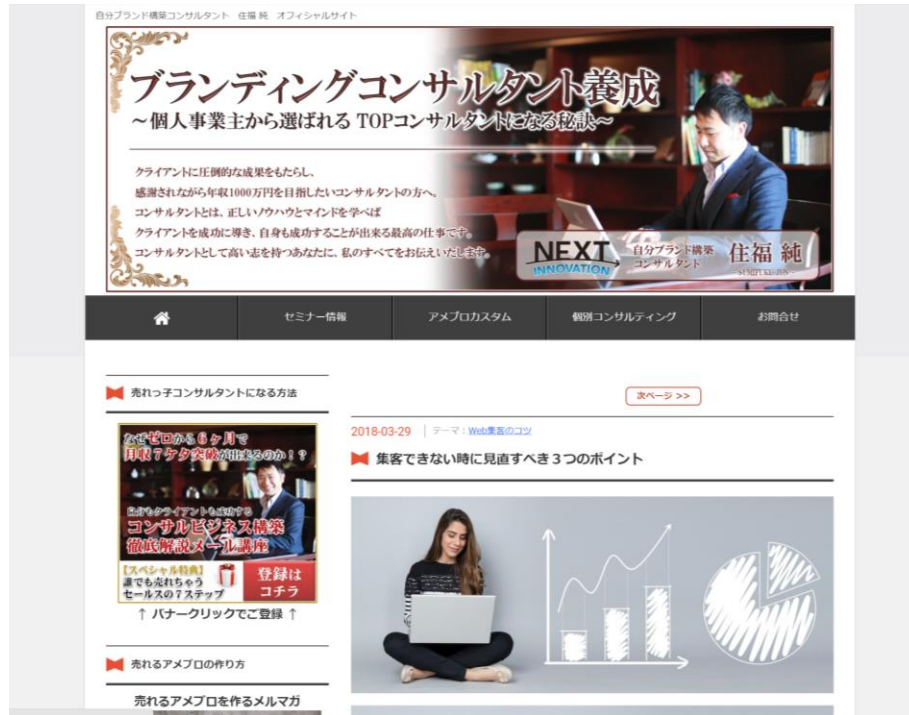 自分ブランド構築コンサルタント　住福 純　オフィシャルサイト
ブランディングコンサルタント養成
～個人事業主から選ばれる TOPコンサルタントになる秘訣～
クライアントに圧倒的な成果をもたらし、
感謝されながら年収1000万円を目指したいコンサルタントの方へ。
コンサルタントとは、正しいノウハウとマインドを学べば
クライアントを成功に導き、自身も成功することが出来る最高の仕事です。
コンサルタントとして高い志を持つあなたに、私のすべてをお伝えいたします。
NEXT
INNOVATION
自分ブランド構築
コンサルタント
住福 純
～SUMIFUKU JUN～
セミナー情報
アメブロカスタム
個別コンサルティング
お問合せ
売れっ子コンサルタントになる方法
なぜゼロから６ヶ月で
月収７ケタ突破が出来るのか！？
自分もクライアントも成功する
コンサルビジネス構築
徹底解説メール講座
【スペシャル特典】
誰でも売れちゃう
セールスの７ステップ
登録は
コチラ
↑ バナークリックでご登録 ↑
売れるアメブロの作り方
売れるアメブロを作るメルマガ
次ページ >>
2018-03-29 ｜ テーマ：Web集客のコツ
集客できない時に見直すべき３つのポイント